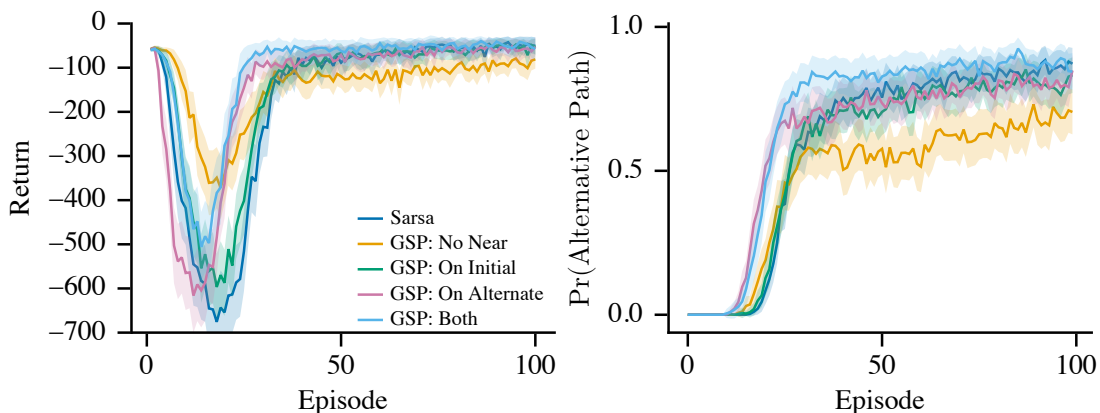 0
−100
−200
−300
−400
−500
−600
−700
Return
0
50
100
Episode
Sarsa
GSP: No Near
GSP: On Initial
GSP: On Alternate
GSP: Both
1.0
0.5
0.0
Pr(Alternative Path)
0
50
100
Episode